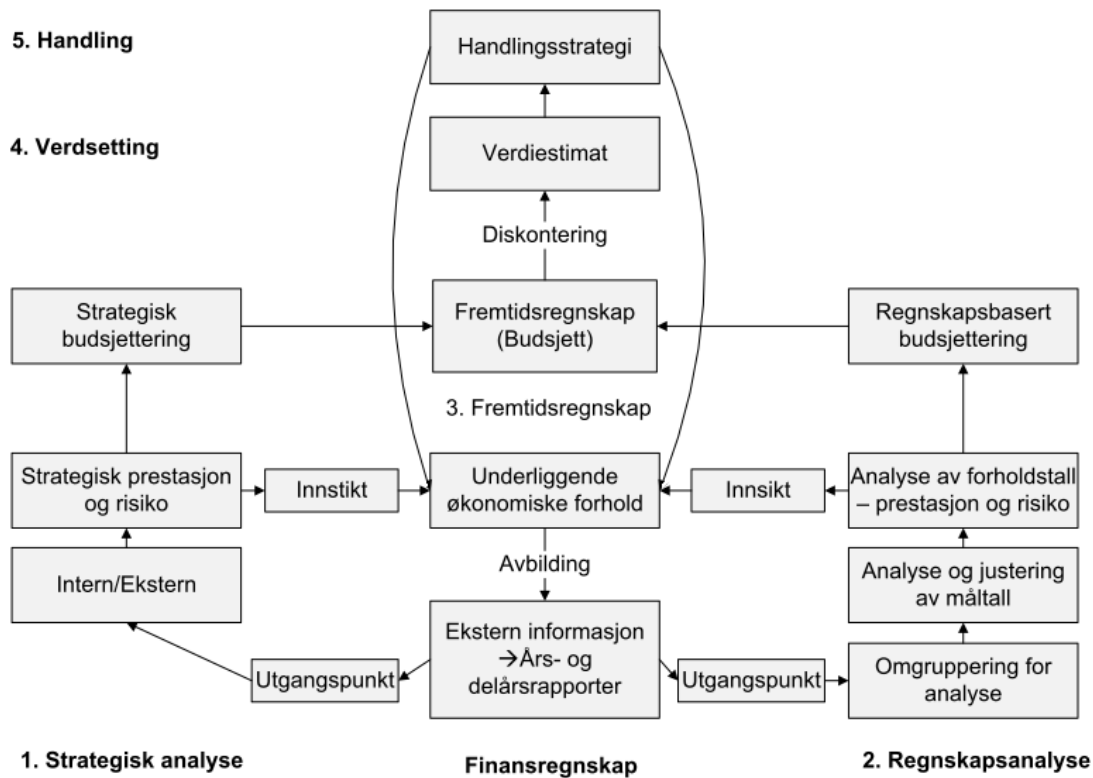 5. Handling
Handlingsstrategi
4. Verdsetting
Verdiestimat
Diskontering
Strategisk
budsjettering
Fremtidsregnskap
(Budsjett)
Regnskapsbasert
budsjettering
3. Fremtidsregnskap
Strategisk prestasjon
og risiko
Innstikt
Underliggende
økonomiske forhold
Innsikt
Analyse av forholdstall
– prestasjon og risiko
Avbilding
Intern/Ekstern
Analyse og justering
av måltall
Ekstern informasjon
→Års- og
delårsrapporter
Utgangspunkt
Utgangspunkt
Omgruppering for
analyse
1. Strategisk analyse
Finansregnskap
2. Regnskapsanalyse